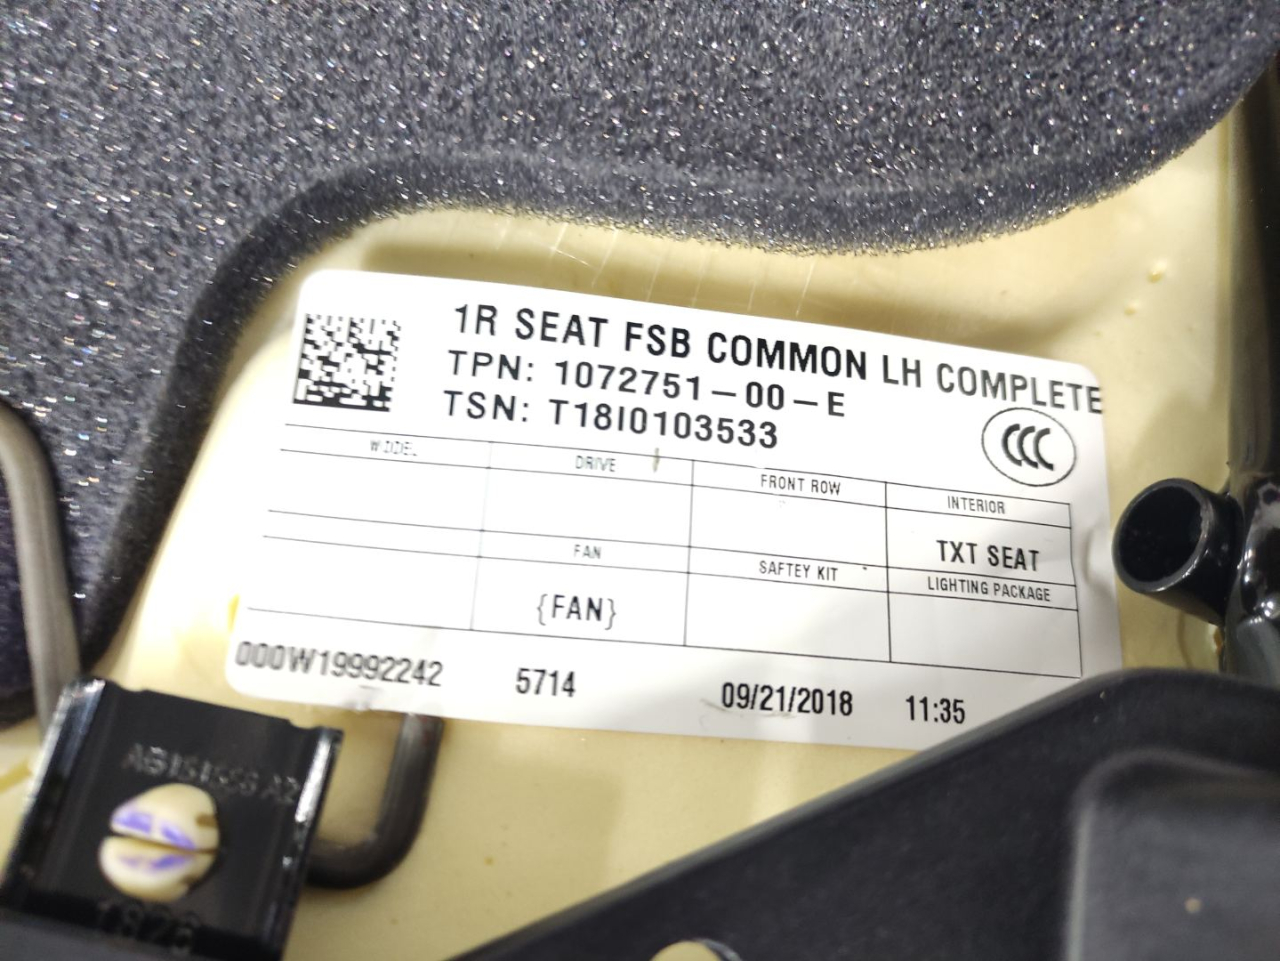 1R SEAT FSB COMMON LH COMPLETE
TPN: 1072751-00-E
TSN: T18I0103533
CCC
DRIVE
FRONT ROW
INTERIOR
TXT SEAT
FAN
SAFTEY KIT
LIGHTING PACKAGE
{FAN}
000W19992242 5714 09/21/2018 11:35